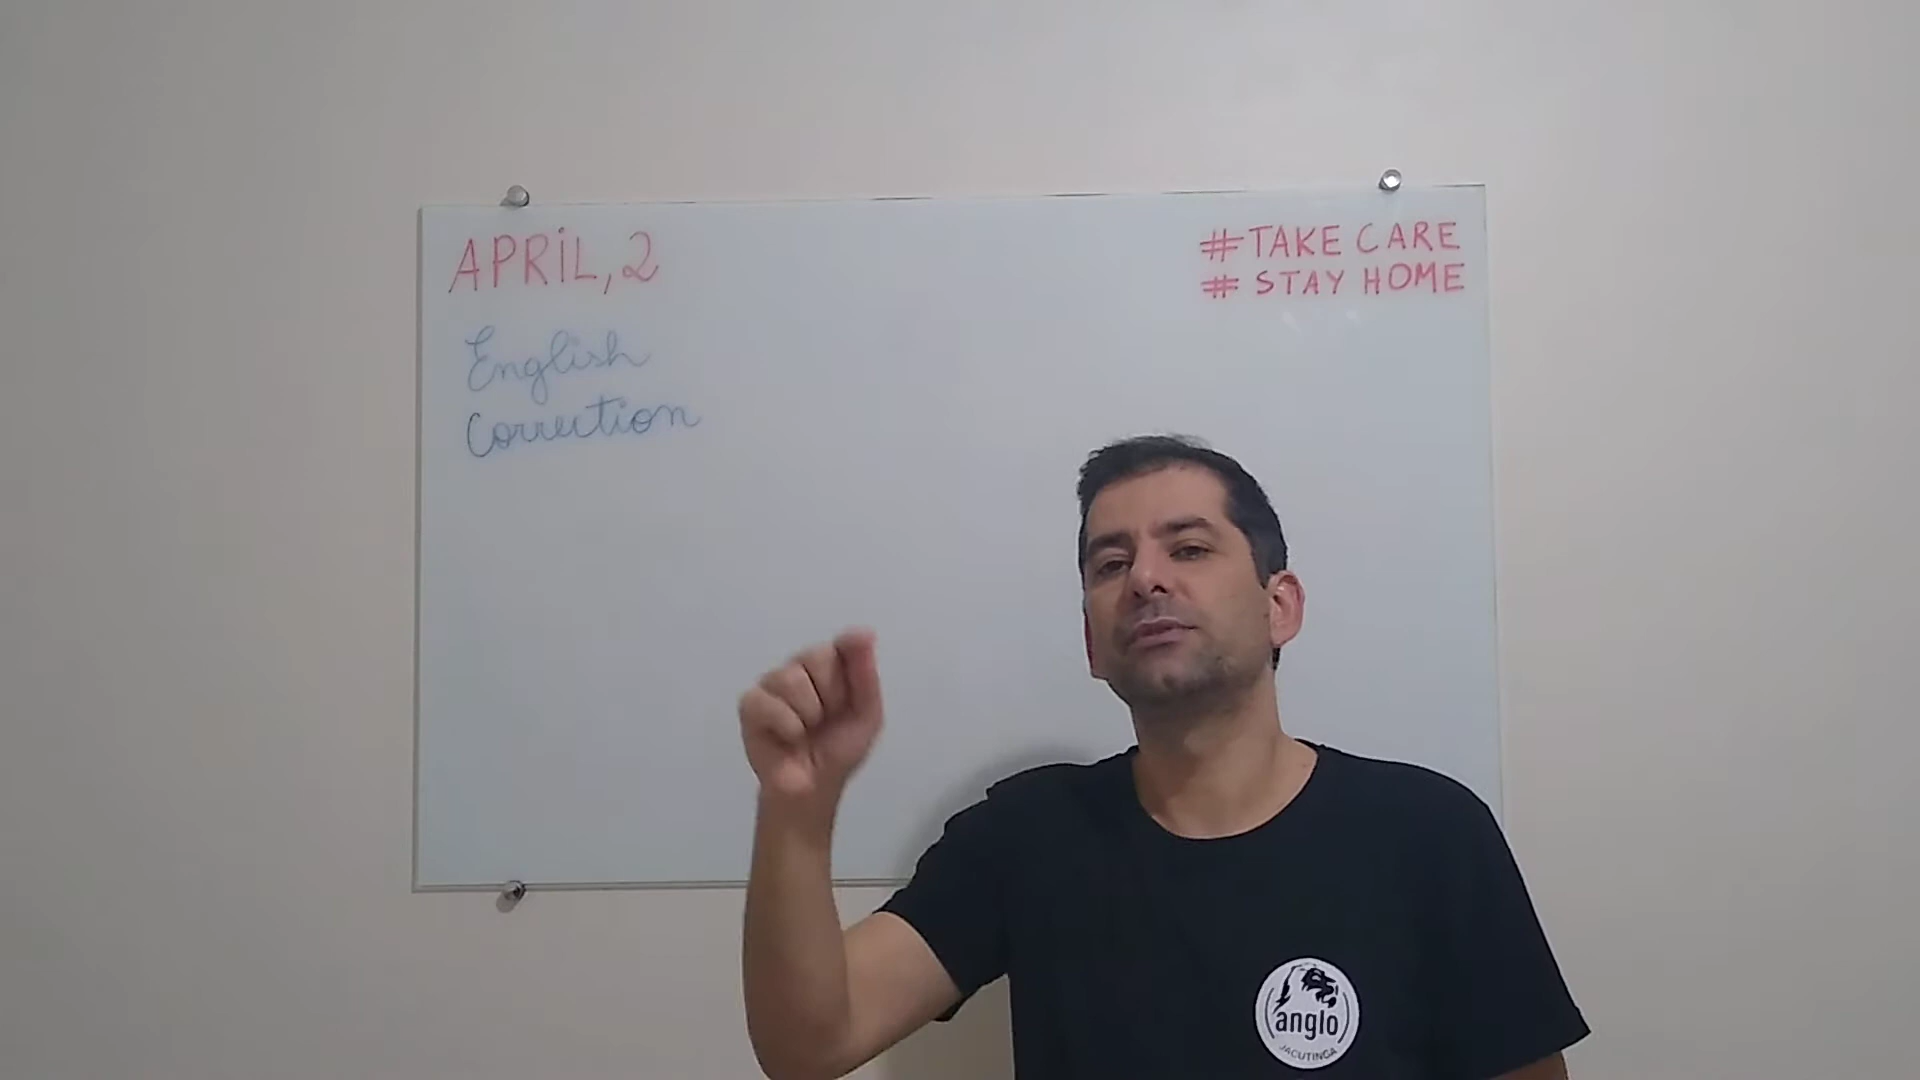 APRIL, 2
#TAKE CARE
# STAY HOME
English
Correction
anglo
JACUTINGA